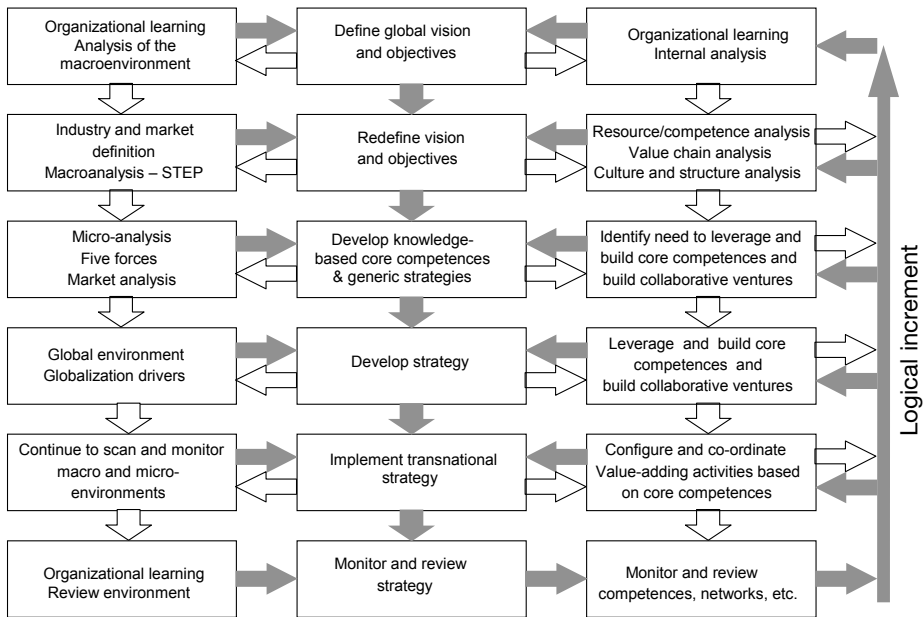 Organizational learning
Analysis of the
macroenvironment
Define global vision
and objectives
Organizational learning
Internal analysis
Industry and market
definition
Macroanalysis – STEP
Redefine vision
and objectives
Resource/competence analysis
Value chain analysis
Culture and structure analysis
Micro-analysis
Five forces
Market analysis
Develop knowledge-
based core competences
& generic strategies
Identify need to leverage and
build core competences and
build collaborative ventures
Global environment
Globalization drivers
Develop strategy
Leverage and build core
competences and
build collaborative ventures
Continue to scan and monitor
macro and micro-
environments
Implement transnational
strategy
Configure and co-ordinate
Value-adding activities based
on core competences
Organizational learning
Review environment
Monitor and review
strategy
Monitor and review
competences, networks, etc.
Logical increment